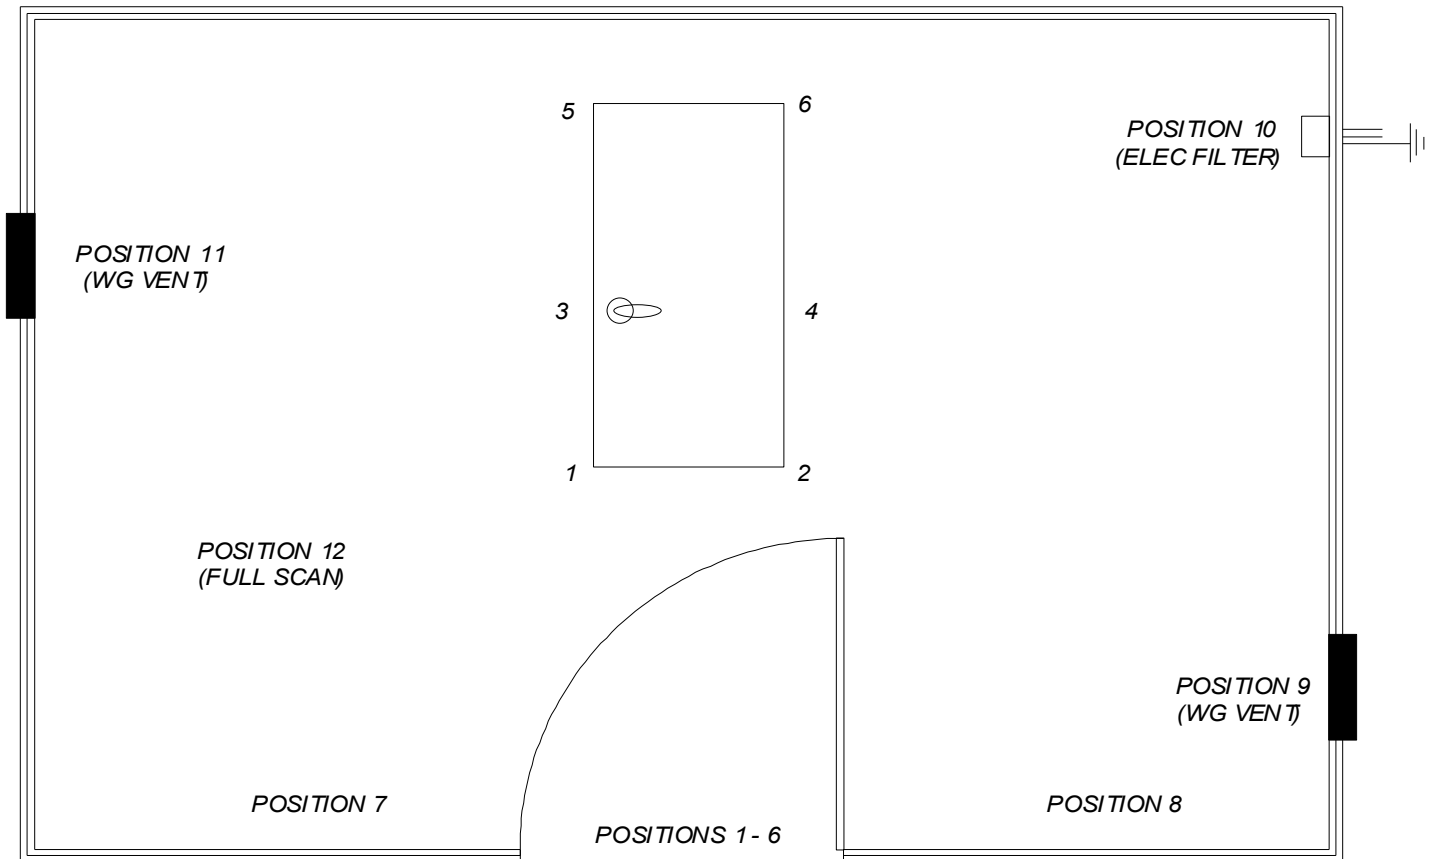 5
6
POSITION 10
(ELEC FILTER)
POSITION 11
(WG VENT)
3
4
1
2
POSITION 12
(FULL SCAN)
POSITION 9
(WG VENT)
POSITION 7
POSITION 8
POSITIONS 1-6